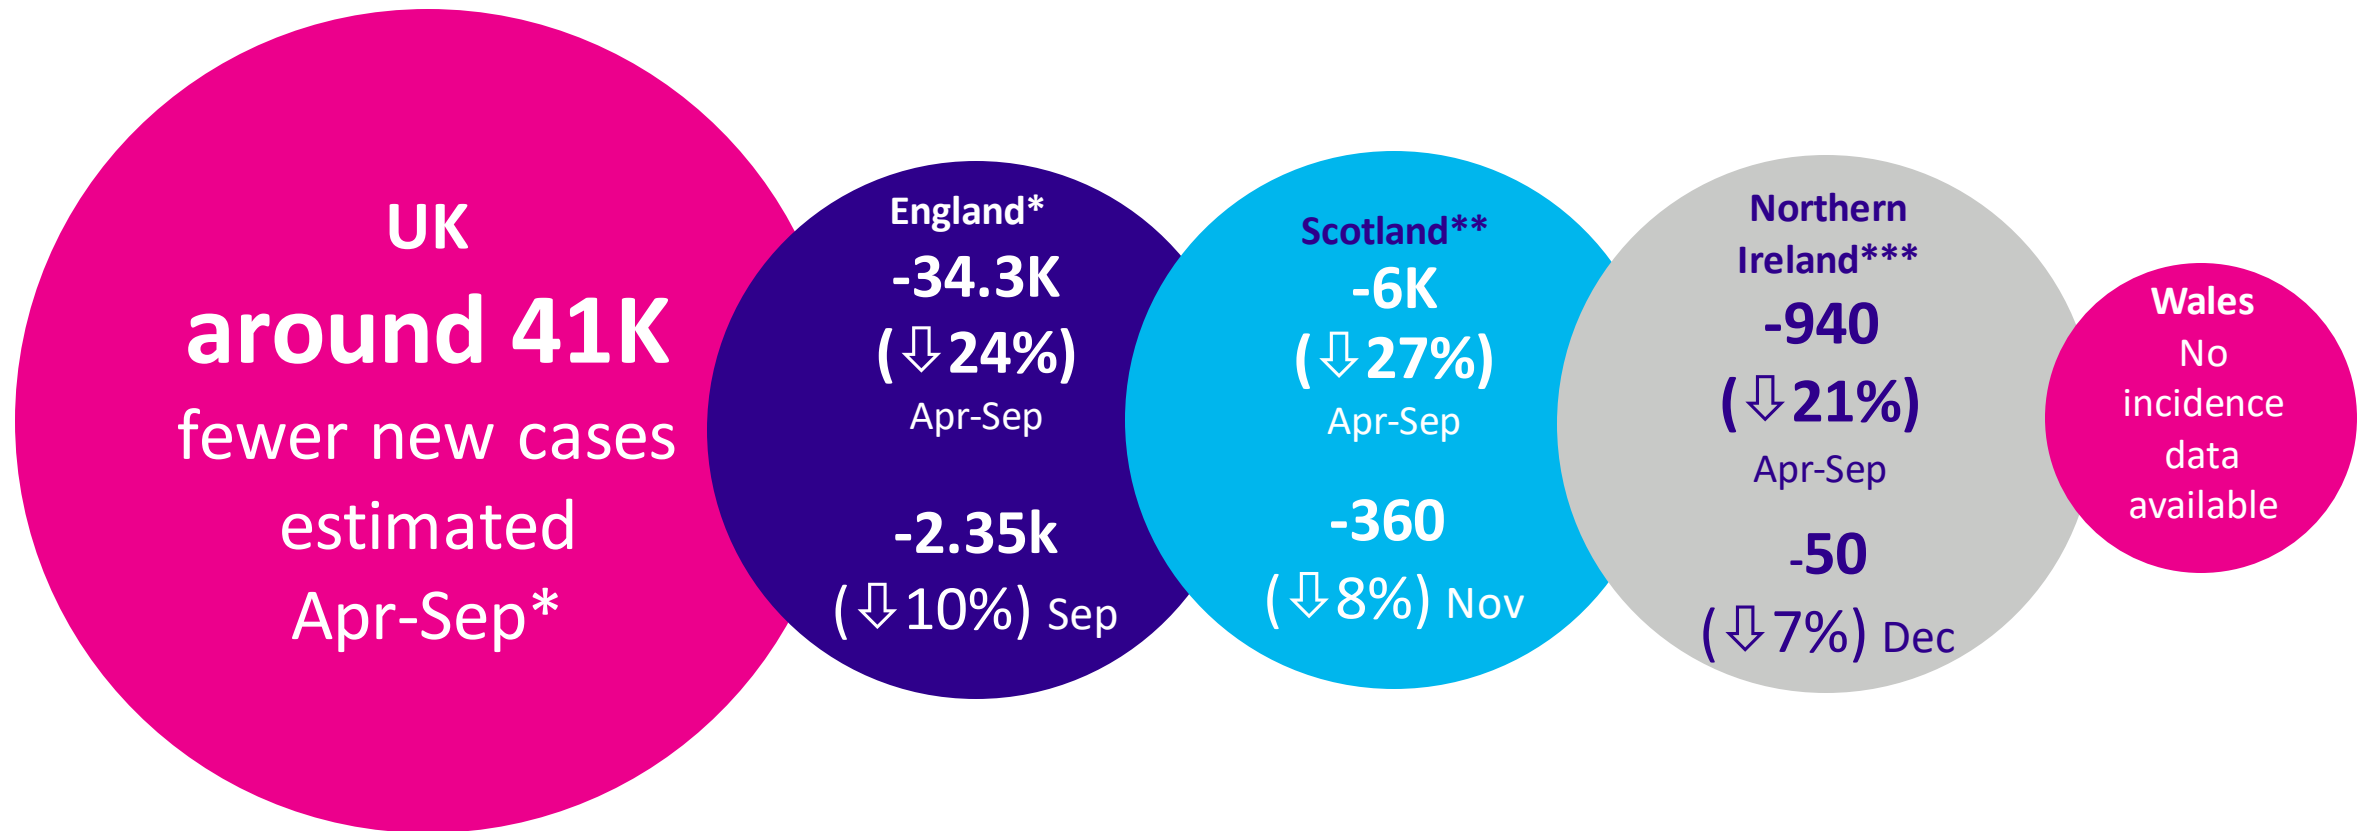 UK
around 41K
fewer new cases
estimated
Apr-Sep*
England*
-34.3K
(⇩24%)
Apr-Sep
-2.35k
(⇩10%) Sep
Scotland**
-6K
(⇩27%)
Apr-Sep
-360
(⇩8%) Nov
Northern
Ireland***
-940
(⇩21%)
Apr-Sep
-50
(⇩7%) Dec
Wales
No
incidence
data
available